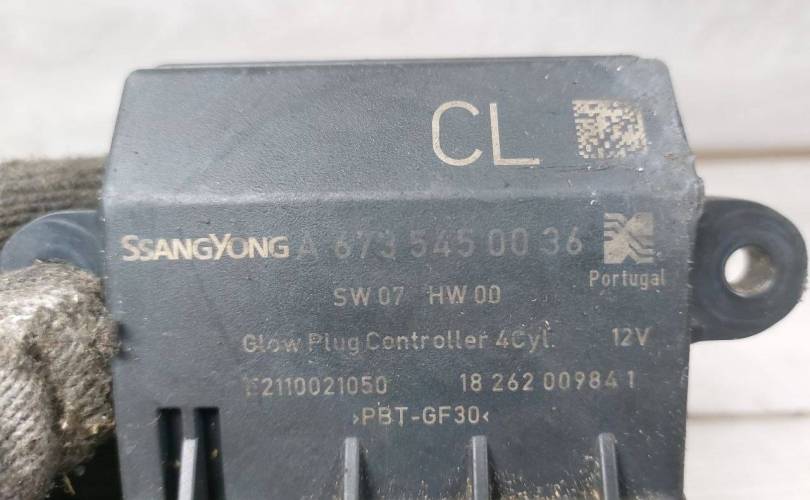 CL
SSANGYONG A 673 545 00 36
Portugal
SW 07 HW 00
Glow Plug Controller 4Cyl. 12V
E2110021050 18 262 00984 1
>PBT-GF30<